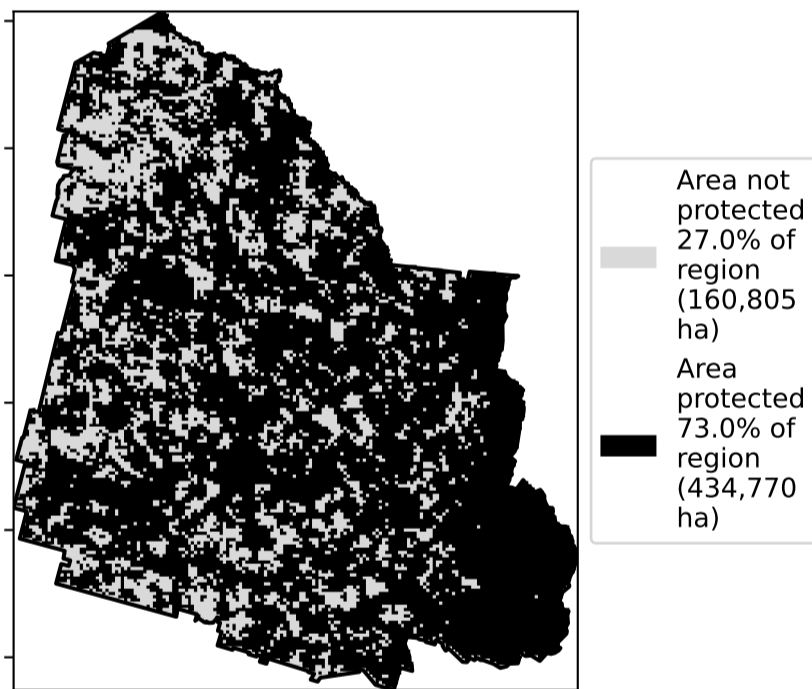 Area not
protected
27.0% of
region
(160,805
ha)
Area
protected
73.0% of
region
(434,770
ha)